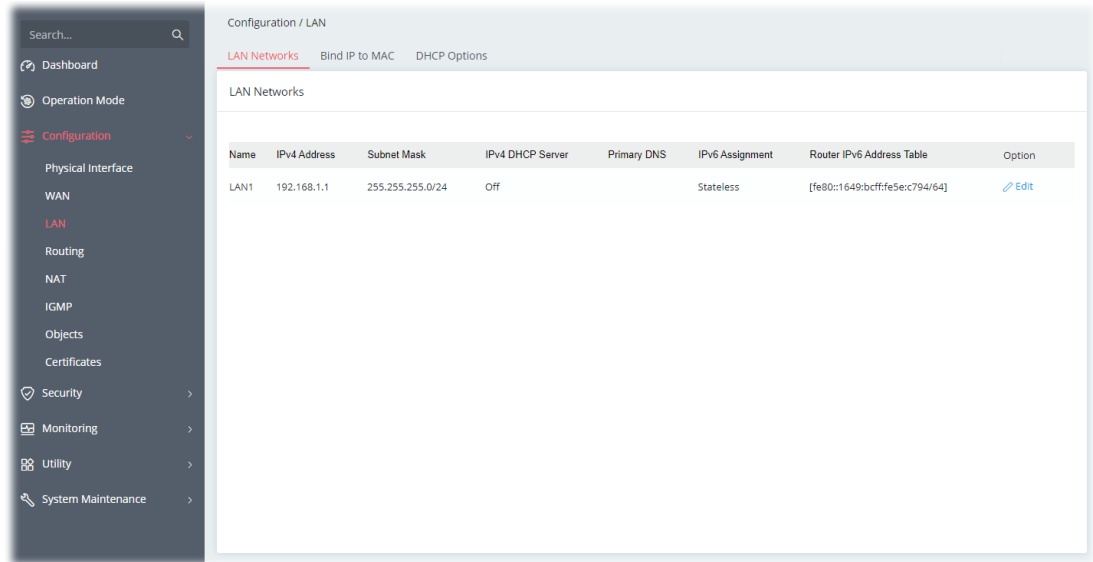 Search...
Dashboard
Operation Mode
Configuration
Physical Interface
WAN
LAN
Routing
NAT
IGMP
Objects
Certificates
Security
Monitoring
Utility
System Maintenance
Configuration / LAN
LAN Networks Bind IP to MAC DHCP Options
LAN Networks
Name IPv4 Address Subnet Mask IPv4 DHCP Server Primary DNS IPv6 Assignment Router IPv6 Address Table Option
LAN1 192.168.1.1 255.255.255.0/24 Off Stateless [fe80::1649:bcff:fe5e:c794/64] Edit